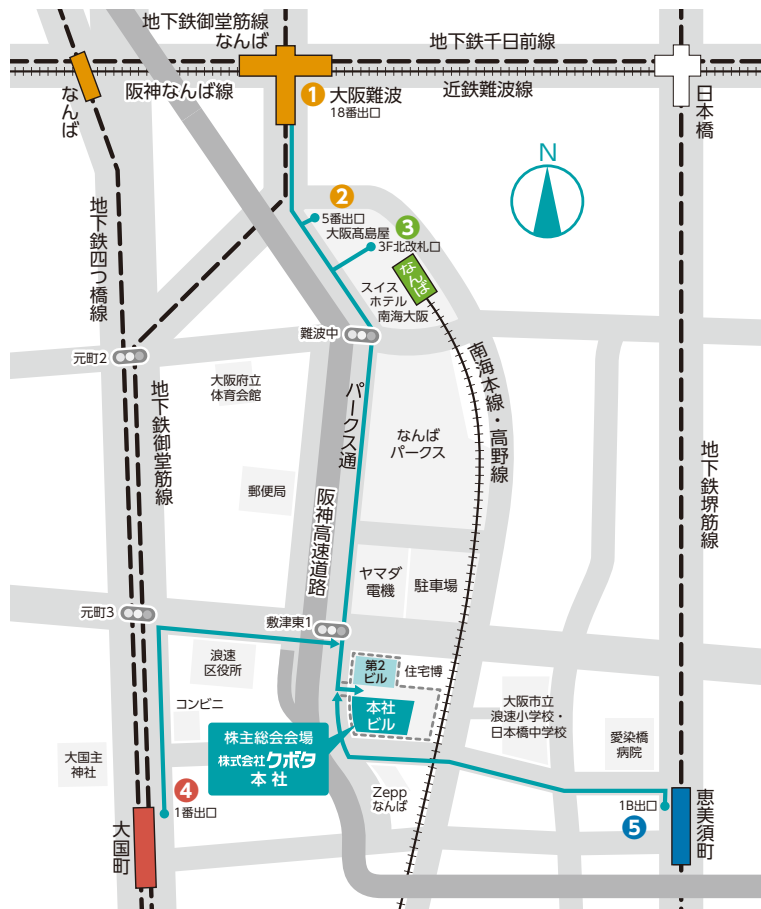 地下鉄御堂筋線
なんば
地下鉄千日前線
阪神なんば線
近鉄難波線
なんば
1 大阪難波
18番出口
日本橋
N
2
5番出口
大阪髙島屋
3
3F北改札口
なんば
スイス
ホテル
南海大阪
地下鉄四つ橋線
難波中
元町2
南海本線・高野線
大阪府立
体育会館
パークス通
なんば
パークス
地下鉄御堂筋線
郵便局
阪神高速道路
地下鉄堺筋線
ヤマダ
電機
駐車場
元町3
敷津東1
浪速
区役所
第2
ビル
住宅博
コンビニ
本社
ビル
大阪市立
浪速小学校・
日本橋中学校
愛染橋
病院
株主総会会場
株式会社クボタ
本社
大国主
神社
4
1番出口
Zepp
なんば
1B出口
5
大国町
恵美須町